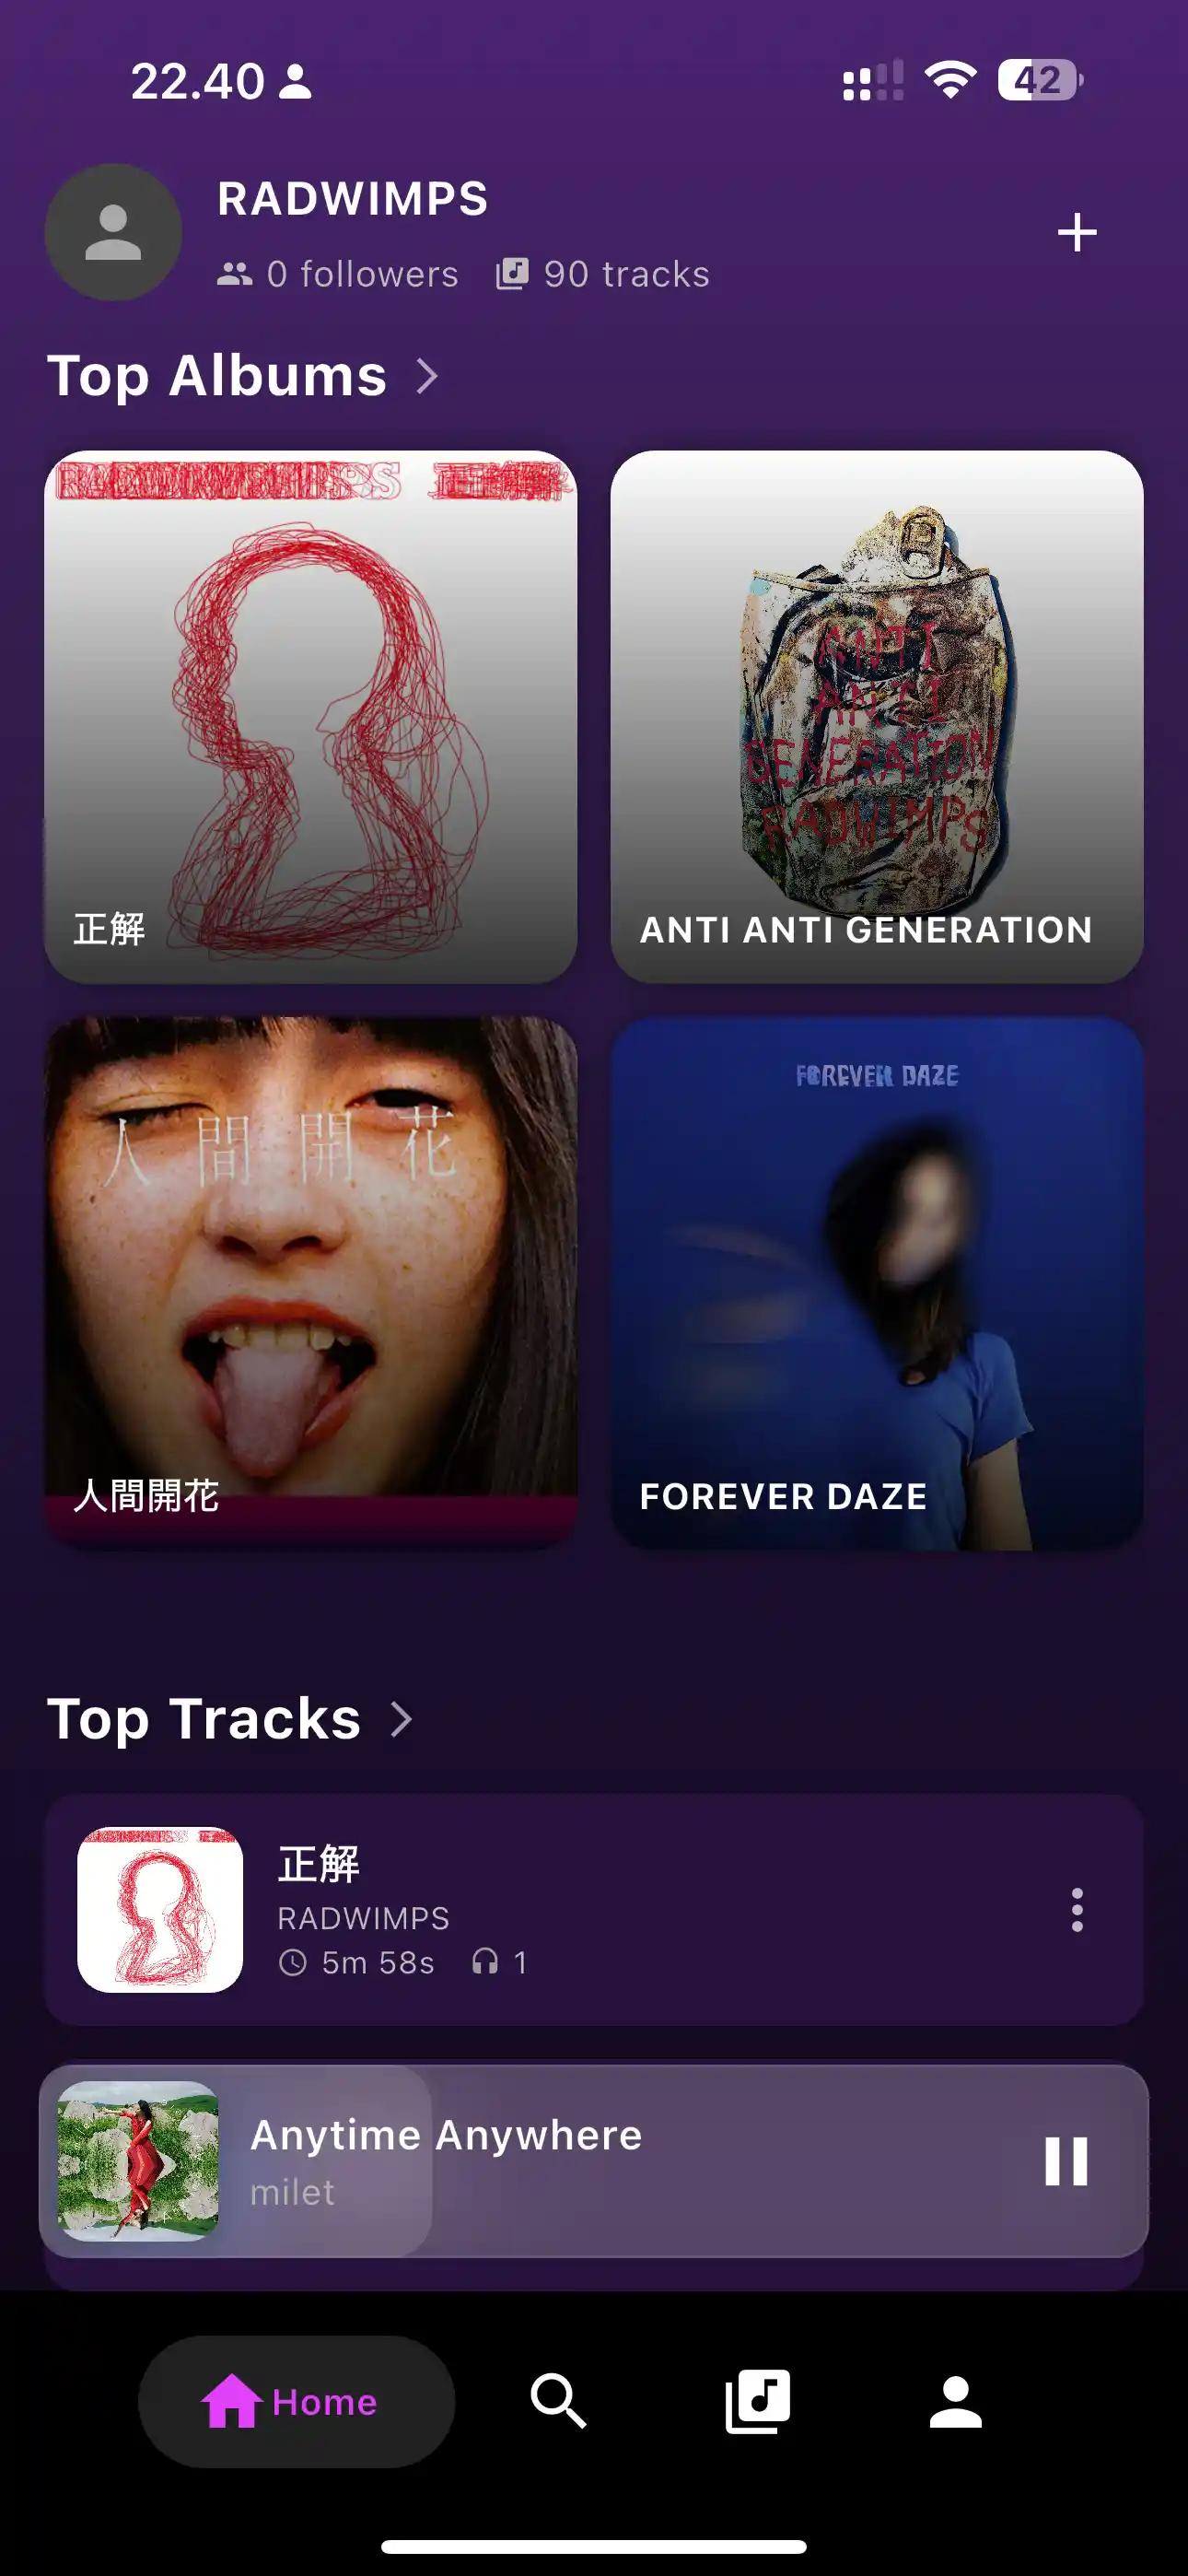 22.40
42
RADWIMPS
0 followers 90 tracks
Top Albums
RADWIMPS 正解
正解
ANTI
ANTI
GENERATION
RADWIMPS
ANTI ANTI GENERATION
人間開花
人間開花
FOREVER DAZE
FOREVER DAZE
Top Tracks
正解
RADWIMPS
5m 58s 1
Anytime Anywhere
milet
Home